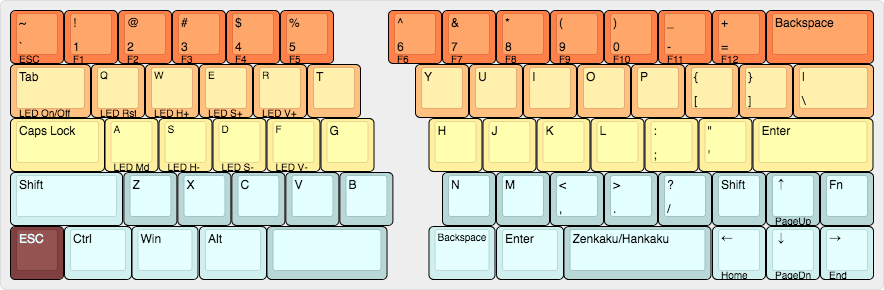 ~ ! @ # $ % ^ & * ( ) _ + Backspace
` 1 2 3 4 5 6 7 8 9 0 - =
ESC F1 F2 F3 F4 F5 F6 F7 F8 F9 F10 F11 F12
Tab Q W E R T Y U I O P { } |
[ ] \
LED On/Off LED Rst LED H+ LED S+ LED V+
Caps Lock A S D F G H J K L : " Enter
; '
LED Md LED H- LED S- LED V-
Shift Z X C V B N M < > ? Shift ↑ Fn
, . /
PageUp
ESC Ctrl Win Alt Backspace Enter Zenkaku/Hankaku ← ↓ →
Home PageDn End